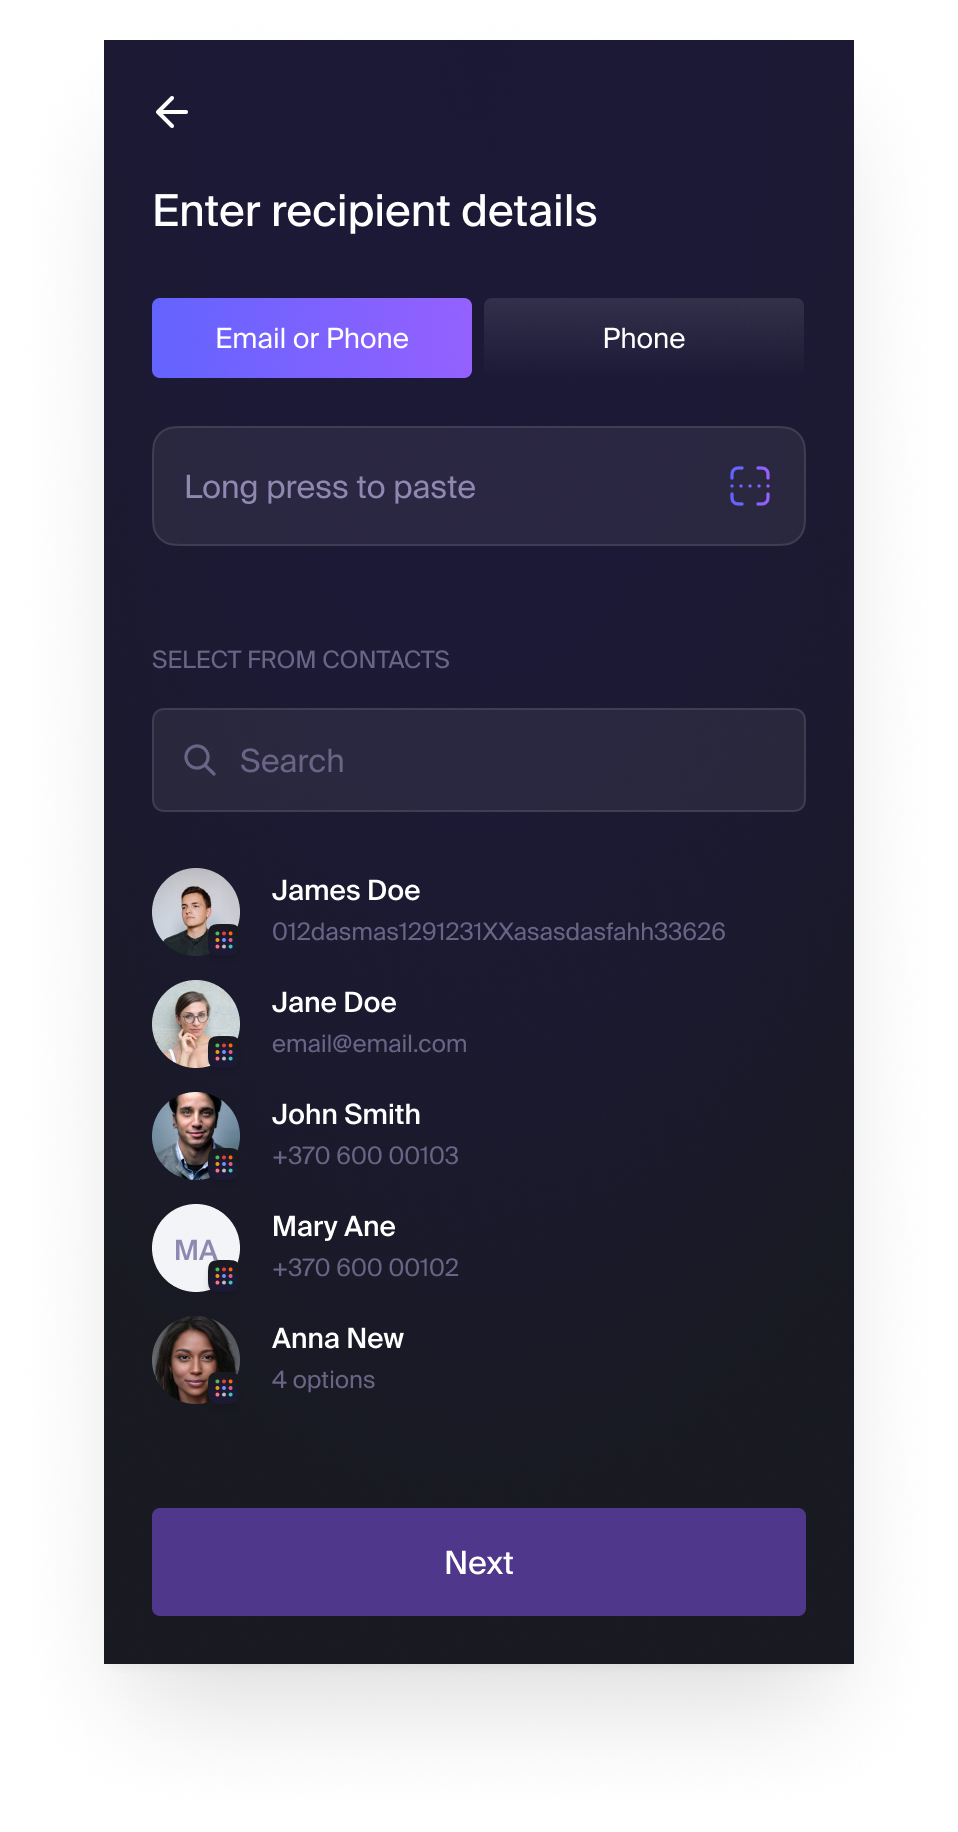 Enter recipient details
Email or Phone
Phone
Long press to paste
SELECT FROM CONTACTS
Search
James Doe
012dasmas1291231XXasasdasfahh33626
Jane Doe
email@email.com
John Smith
+370 600 00103
MA
Mary Ane
+370 600 00102
Anna New
4 options
Next